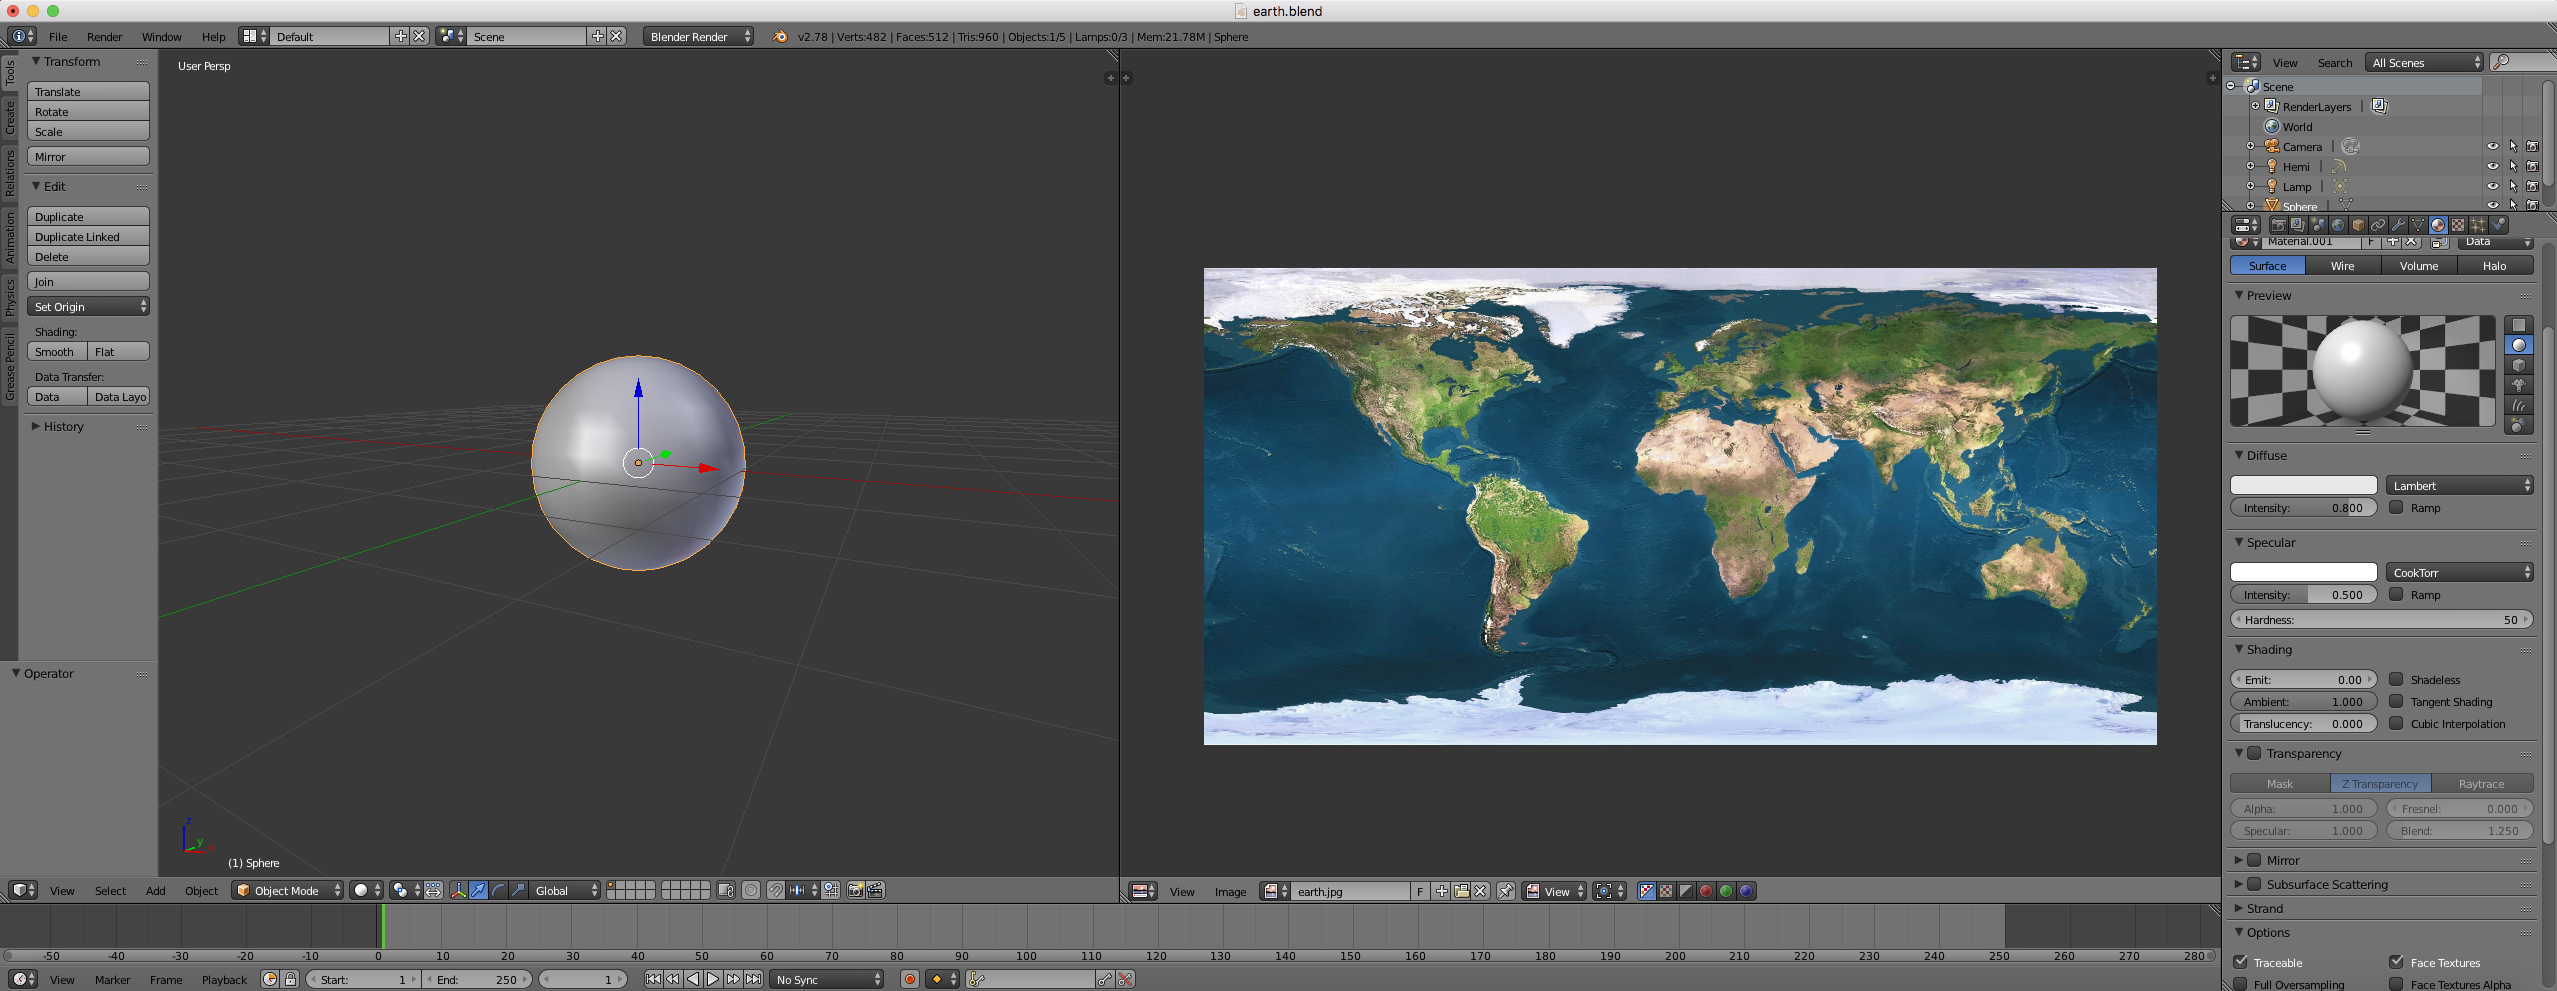 earth.blend
File Render Window Help Default Scene Blender Render v2.78 | Verts:482 | Faces:512 | Tris:960 | Objects:1/5 | Lamps:0/3 | Mem:21.78M | Sphere
Tools
Create
Relations
Animation
Physics
Grease Pencil
Transform
Translate
Rotate
Scale
Mirror
Edit
Duplicate
Duplicate Linked
Delete
Join
Set Origin
Shading:
Smooth Flat
Data Transfer:
Data Data Layo
History
Operator
User Persp
z
y
x
(1) Sphere
View Select Add Object Object Mode Global
View Image earth.jpg F View
View Search All Scenes
Scene
RenderLayers |
World
Camera |
Hemi |
Lamp |
Sphere |
Material.001 F Data
Surface Wire Volume Halo
Preview
Diffuse
Lambert
Intensity: 0.800 Ramp
Specular
CookTorr
Intensity: 0.500 Ramp
Hardness: 50
Shading
Emit: 0.00 Shadeless
Ambient: 1.000 Tangent Shading
Translucency: 0.000 Cubic Interpolation
Transparency
Mask Z Transparency Raytrace
Alpha: 1.000 Fresnel: 0.000
Specular: 1.000 Blend: 1.250
Mirror
Subsurface Scattering
Strand
Options
Traceable Face Textures
Full Oversampling Face Textures Alpha
-50 -40 -30 -20 -10 0 10 20 30 40 50 60 70 80 90 100 110 120 130 140 150 160 170 180 190 200 210 220 230 240 250 260 270 280
View Marker Frame Playback Start: 1 End: 250 1 No Sync